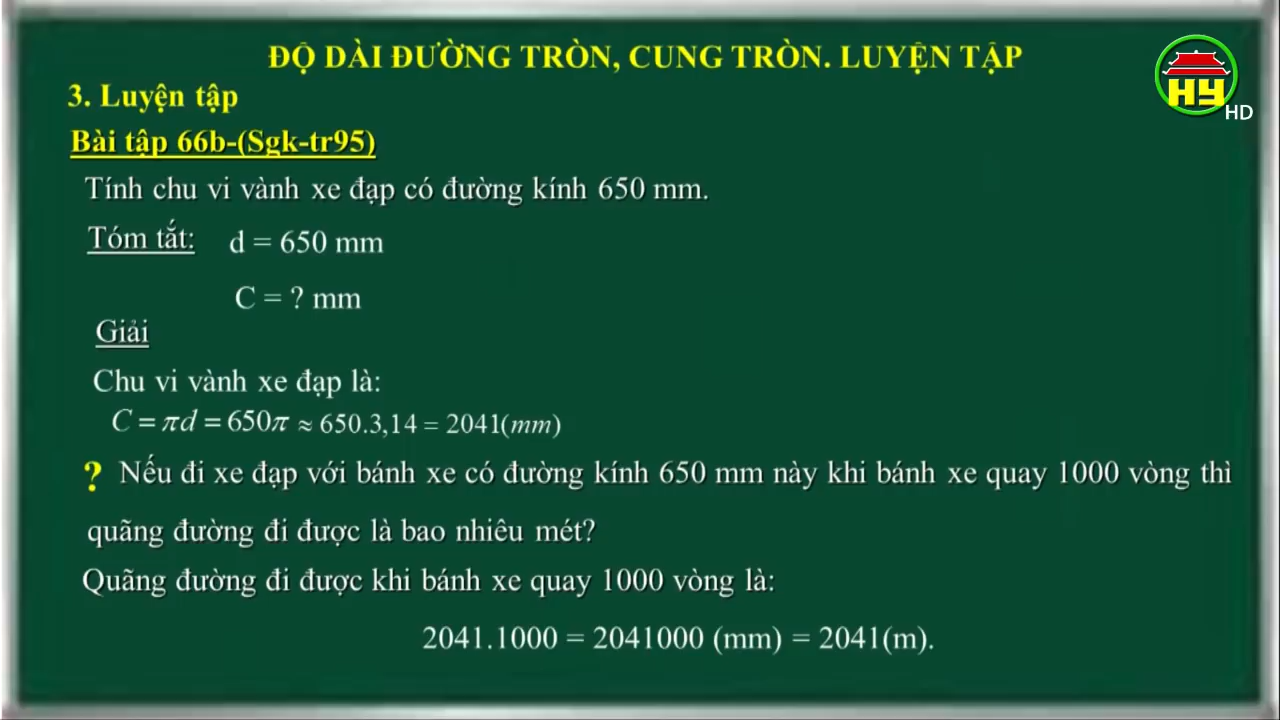 ĐỘ DÀI ĐƯỜNG TRÒN, CUNG TRÒN. LUYỆN TẬP
HY
HD
3. Luyện tập
Bài tập 66b-(Sgk-tr95)
Tính chu vi vành xe đạp có đường kính 650 mm.
Tóm tắt: d = 650 mm
C = ? mm
Giải
Chu vi vành xe đạp là:
C = πd = 650π ≈ 650.3,14 = 2041(mm)
? Nếu đi xe đạp với bánh xe có đường kính 650 mm này khi bánh xe quay 1000 vòng thì
quãng đường đi được là bao nhiêu mét?
Quãng đường đi được khi bánh xe quay 1000 vòng là:
2041.1000 = 2041000 (mm) = 2041(m).